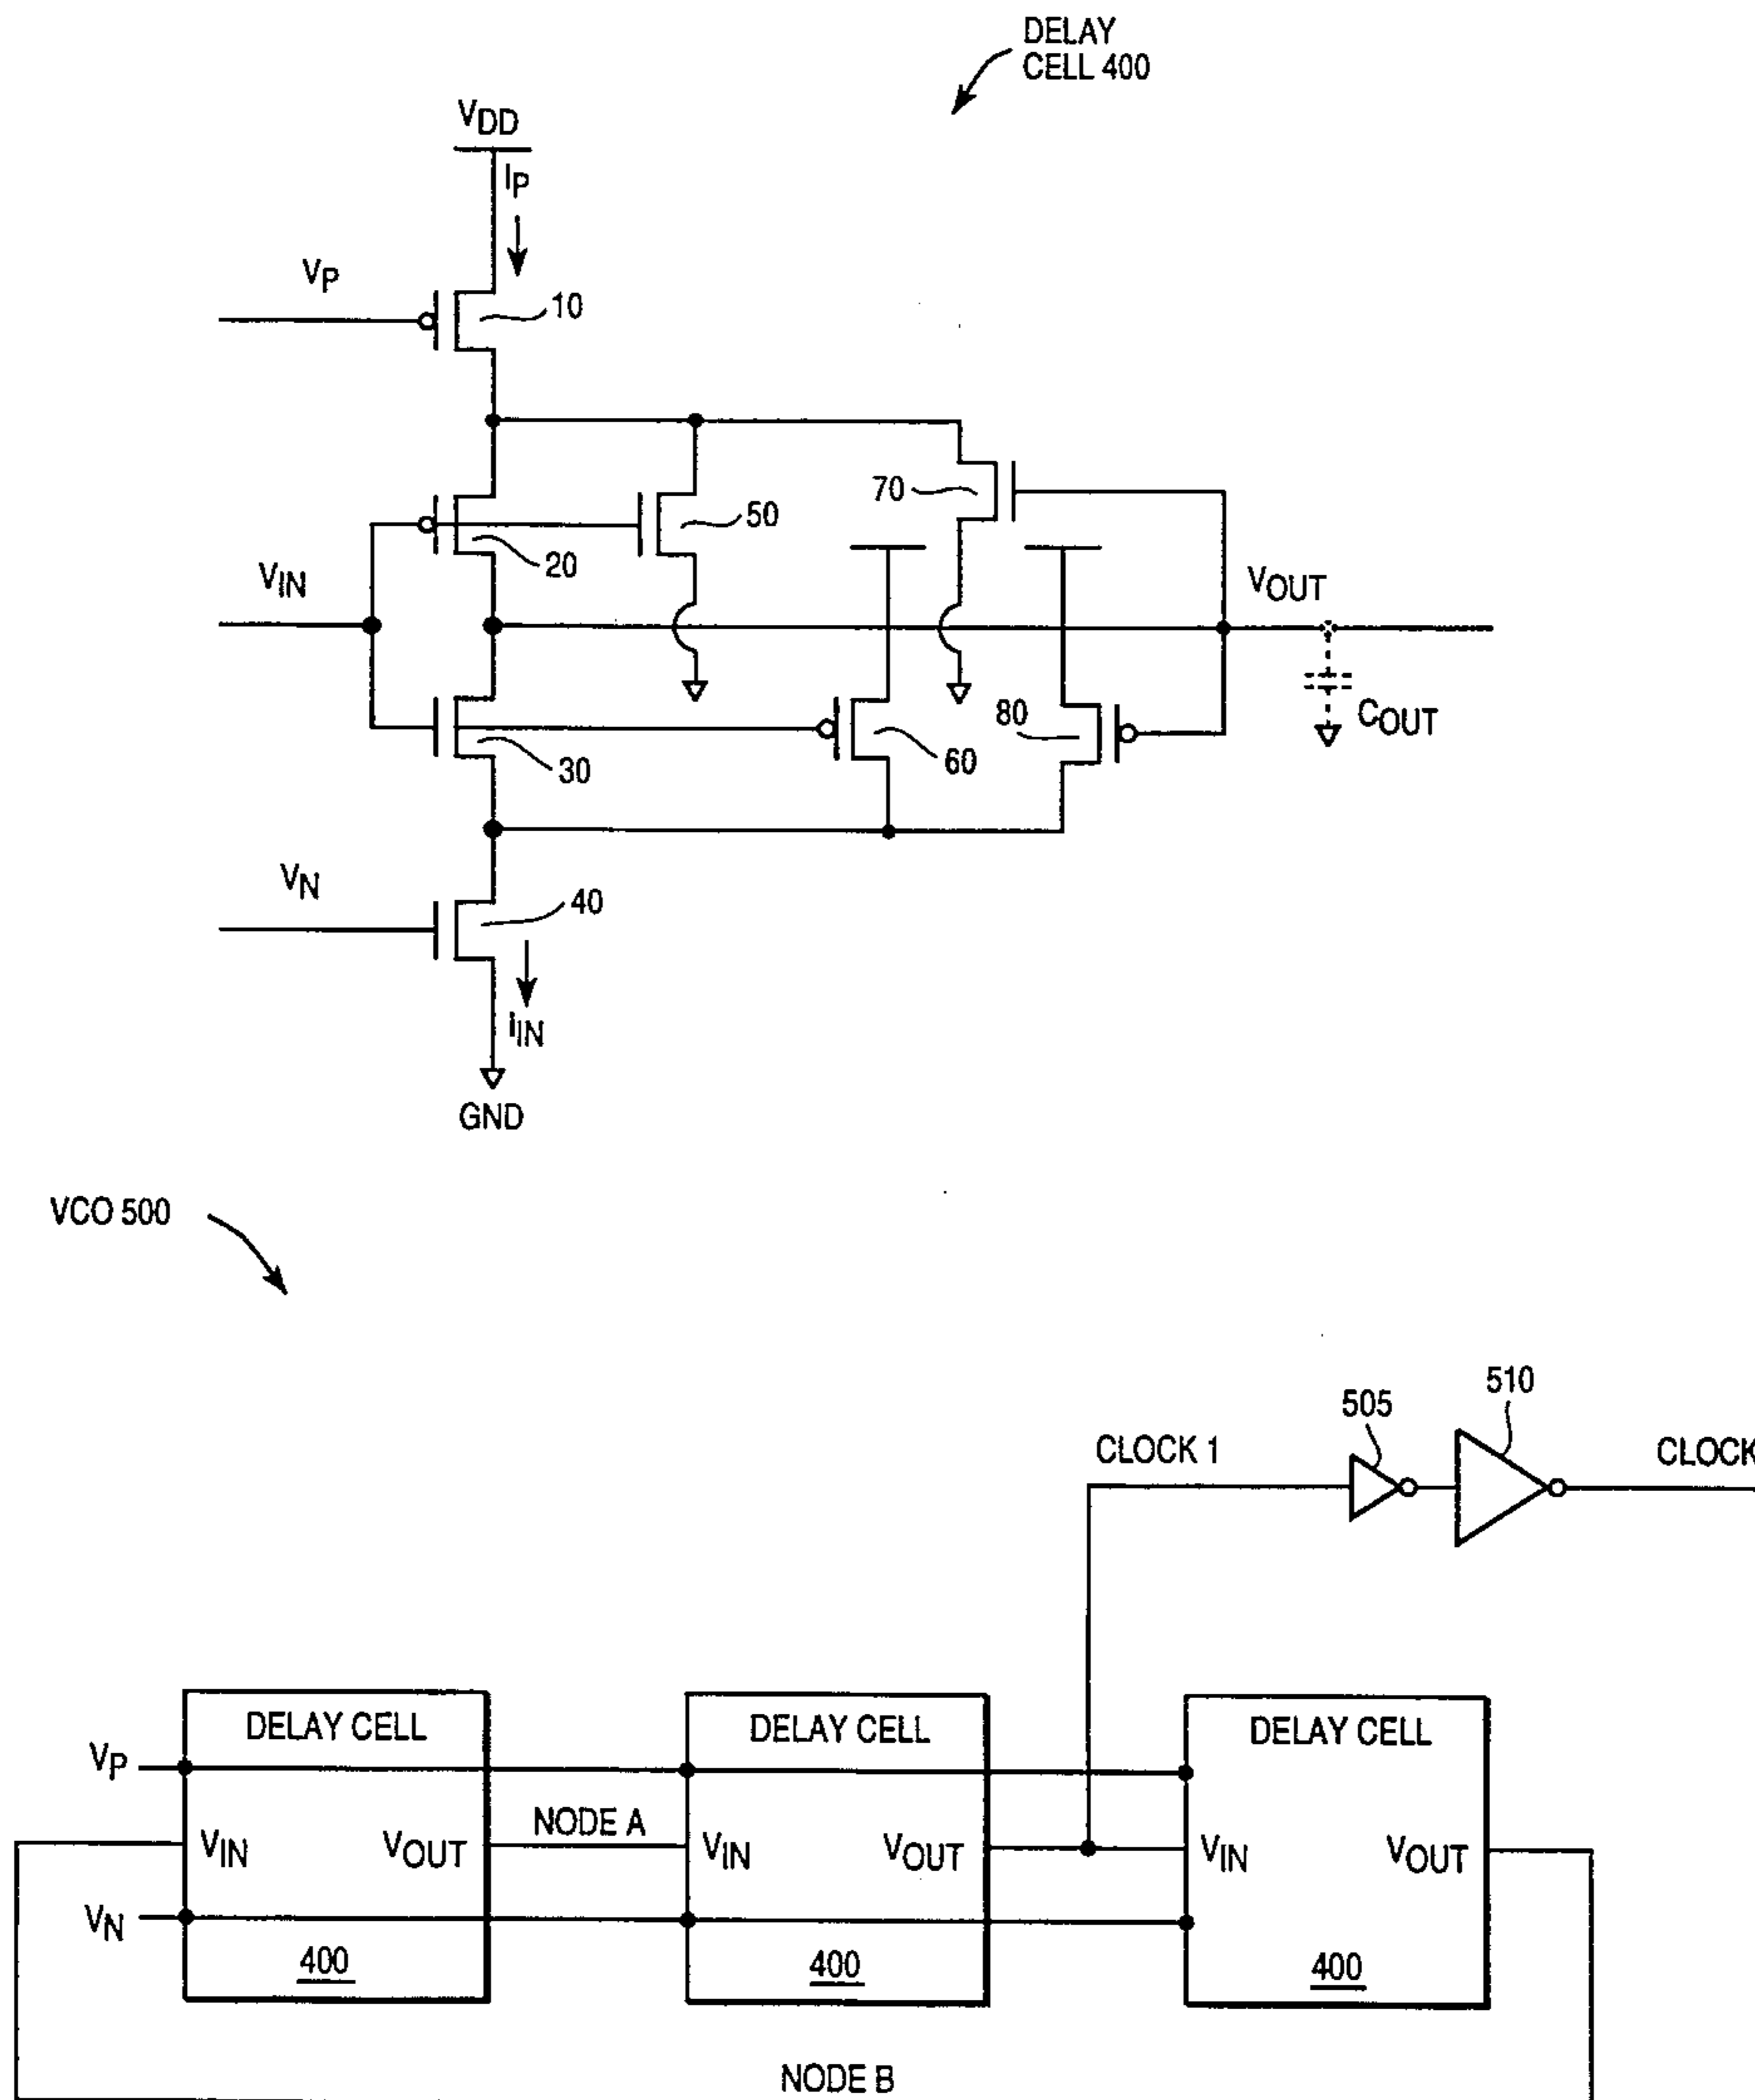 DELAY
CELL 400
VDD
IP
VP
10
70
50
20
VIN
VOUT
80
COUT
60
30
VN
40
iIN
GND
VCO 500
510
505
CLOCK 1
CLOCK
DELAY CELL
DELAY CELL
DELAY CELL
VP
NODE A
VIN
VOUT
VIN
VOUT
VIN
VOUT
VN
400
400
400
NODE B